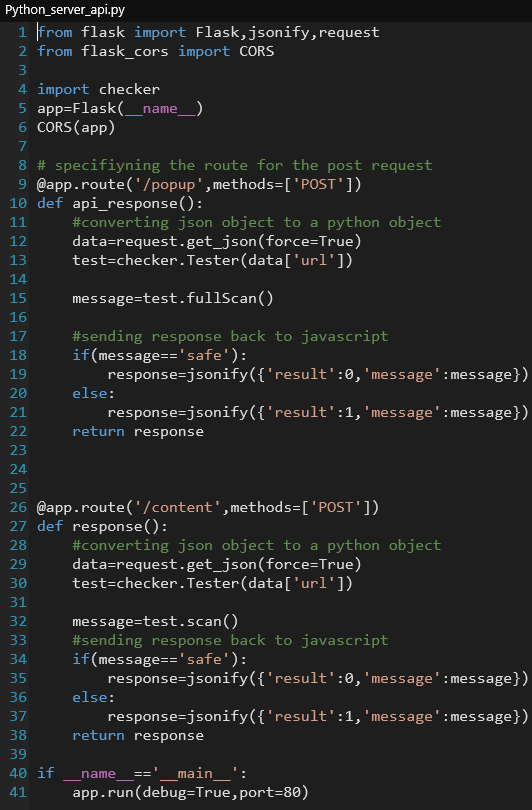 Python_server_api.py
1 from flask import Flask,jsonify,request
2 from flask_cors import CORS
3
4 import checker
5 app=Flask(__name__)
6 CORS(app)
7
8 # specifiyning the route for the post request
9 @app.route('/popup',methods=['POST'])
10 def api_response():
11     #converting json object to a python object
12     data=request.get_json(force=True)
13     test=checker.Tester(data['url'])
14
15     message=test.fullScan()
16
17     #sending response back to javascript
18     if(message=='safe'):
19         response=jsonify({'result':0,'message':message})
20     else:
21         response=jsonify({'result':1,'message':message})
22     return response
23
24
25
26 @app.route('/content',methods=['POST'])
27 def response():
28     #converting json object to a python object
29     data=request.get_json(force=True)
30     test=checker.Tester(data['url'])
31
32     message=test.scan()
33     #sending response back to javascript
34     if(message=='safe'):
35         response=jsonify({'result':0,'message':message})
36     else:
37         response=jsonify({'result':1,'message':message})
38     return response
39
40 if __name__=='__main__':
41     app.run(debug=True,port=80)